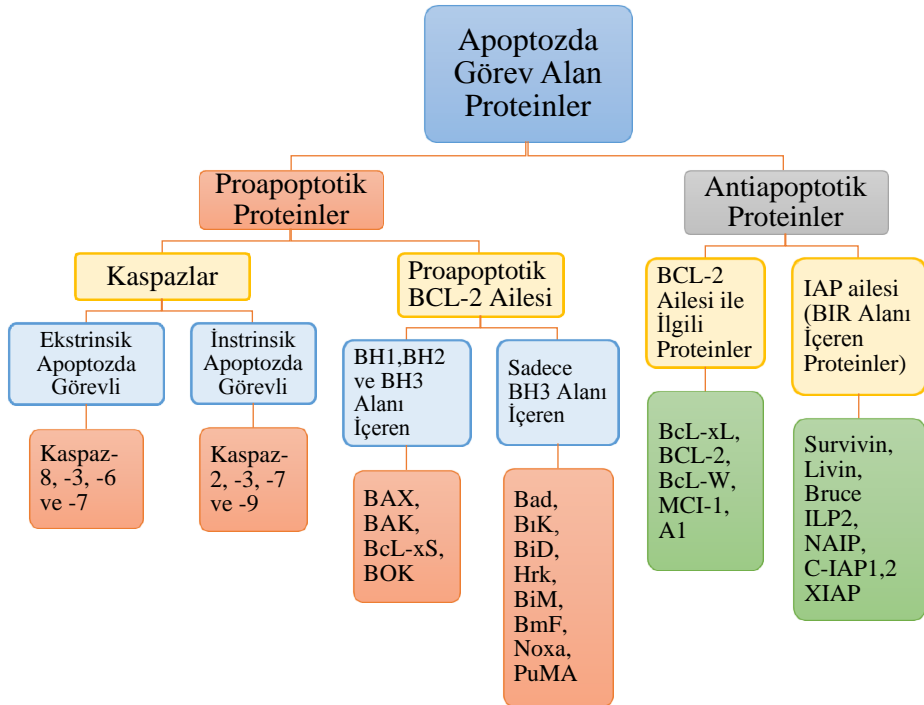 Apoptozda
Görev Alan
Proteinler
Proapoptotik
Proteinler
Antiapoptotik
Proteinler
Kaspazlar
Proapoptotik
BCL-2 Ailesi
BCL-2
Ailesi ile
İlgili
Proteinler
IAP ailesi
(BIR Alanı
İçeren
Proteinler)
Ekstrinsik
Apoptozda
Görevli
İnstrinsik
Apoptozda
Görevli
BH1,BH2
ve BH3
Alanı
İçeren
Sadece
BH3 Alanı
İçeren
Kaspaz-
8, -3, -6
ve -7
Kaspaz-
2, -3, -7
ve -9
BAX,
BAK,
BcL-xS,
BOK
Bad,
BıK,
BiD,
Hrk,
BiM,
BmF,
Noxa,
PuMA
BcL-xL,
BCL-2,
BcL-W,
MCI-1,
A1
Survivin,
Livin,
Bruce
ILP2,
NAIP,
C-IAP1,2
XIAP